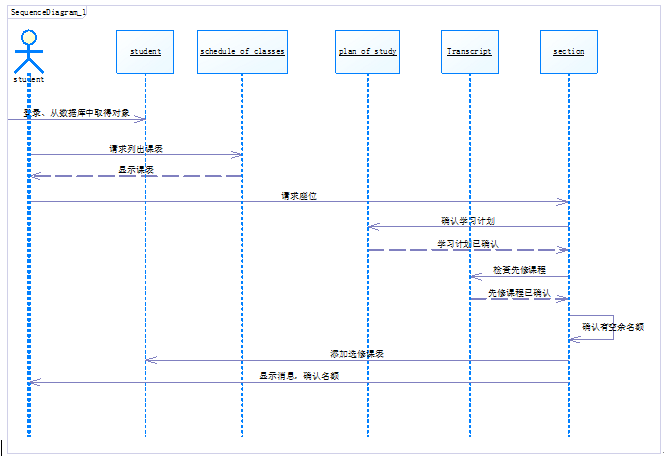 SequenceDiagram_1
student
schedule of classes
plan of study
Transcript
section
student
登录、从数据库中取得对象
请求列出课表
显示课表
请求座位
确认学习计划
学习计划已确认
检查先修课程
先修课程已确认
确认有空余名额
添加选修课表
显示消息，确认名额